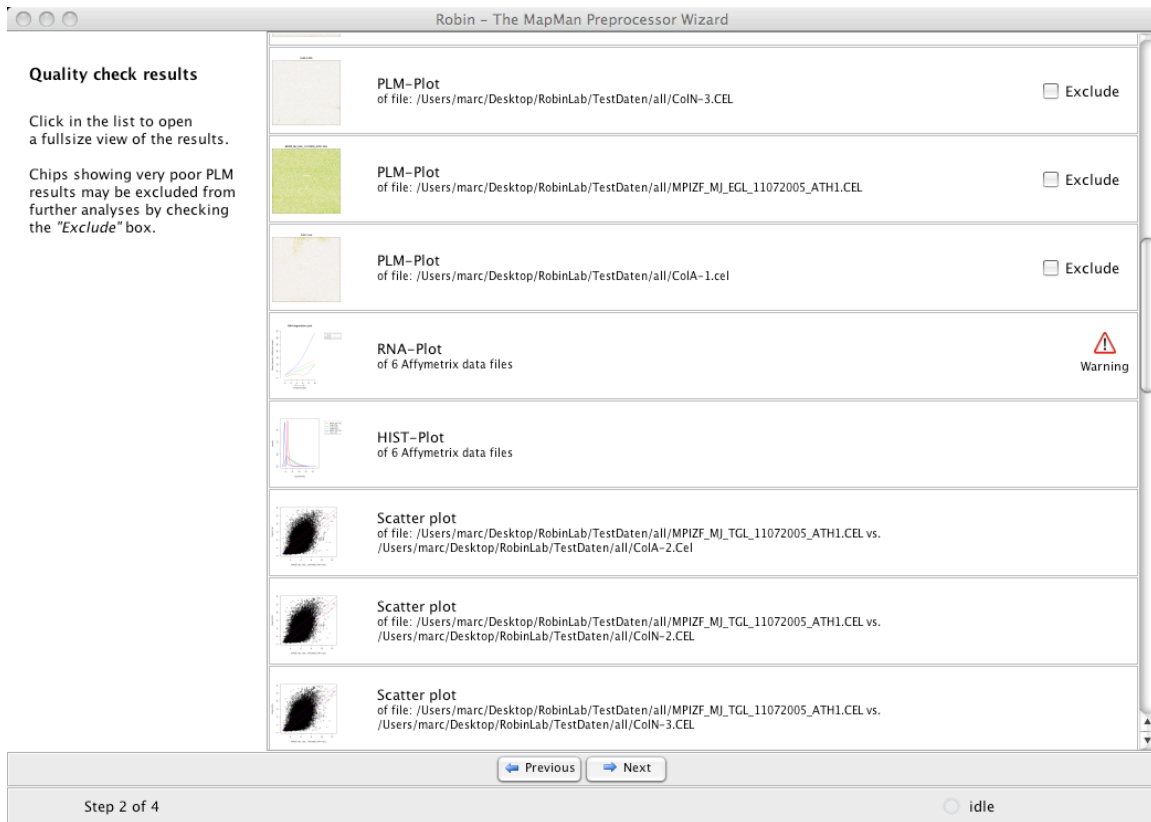 Robin – The MapMan Preprocessor Wizard
Quality check results
Click in the list to open
a fullsize view of the results.
Chips showing very poor PLM
results may be excluded from
further analyses by checking
the "Exclude" box.
PLM-Plot
of file: /Users/marc/Desktop/RobinLab/TestDaten/all/ColN-3.CEL
Exclude
PLM-Plot
of file: /Users/marc/Desktop/RobinLab/TestDaten/all/MPIZF_MJ_EGL_11072005_ATH1.CEL
Exclude
PLM-Plot
of file: /Users/marc/Desktop/RobinLab/TestDaten/all/ColA-1.cel
Exclude
RNA-Plot
of 6 Affymetrix data files
Warning
HIST-Plot
of 6 Affymetrix data files
Scatter plot
of file: /Users/marc/Desktop/RobinLab/TestDaten/all/MPIZF_MJ_TGL_11072005_ATH1.CEL vs.
/Users/marc/Desktop/RobinLab/TestDaten/all/ColA-2.Cel
Scatter plot
of file: /Users/marc/Desktop/RobinLab/TestDaten/all/MPIZF_MJ_TGL_11072005_ATH1.CEL vs.
/Users/marc/Desktop/RobinLab/TestDaten/all/ColN-2.CEL
Scatter plot
of file: /Users/marc/Desktop/RobinLab/TestDaten/all/MPIZF_MJ_TGL_11072005_ATH1.CEL vs.
/Users/marc/Desktop/RobinLab/TestDaten/all/ColN-3.CEL
Previous
Next
Step 2 of 4
idle